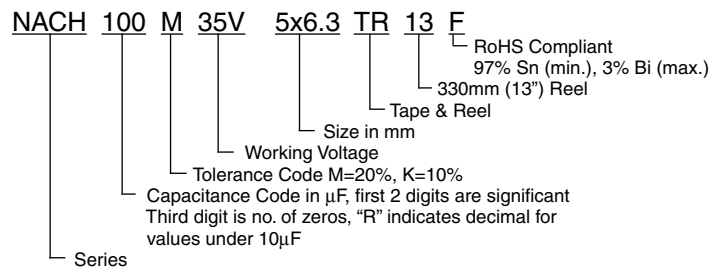 NACH 100 M 35V 5x6.3 TR 13 F
RoHS Compliant
97% Sn (min.), 3% Bi (max.)
330mm (13”) Reel
Tape & Reel
Size in mm
Working Voltage
Tolerance Code M=20%, K=10%
Capacitance Code in μF, first 2 digits are significant
Third digit is no. of zeros, “R” indicates decimal for
values under 10μF
Series